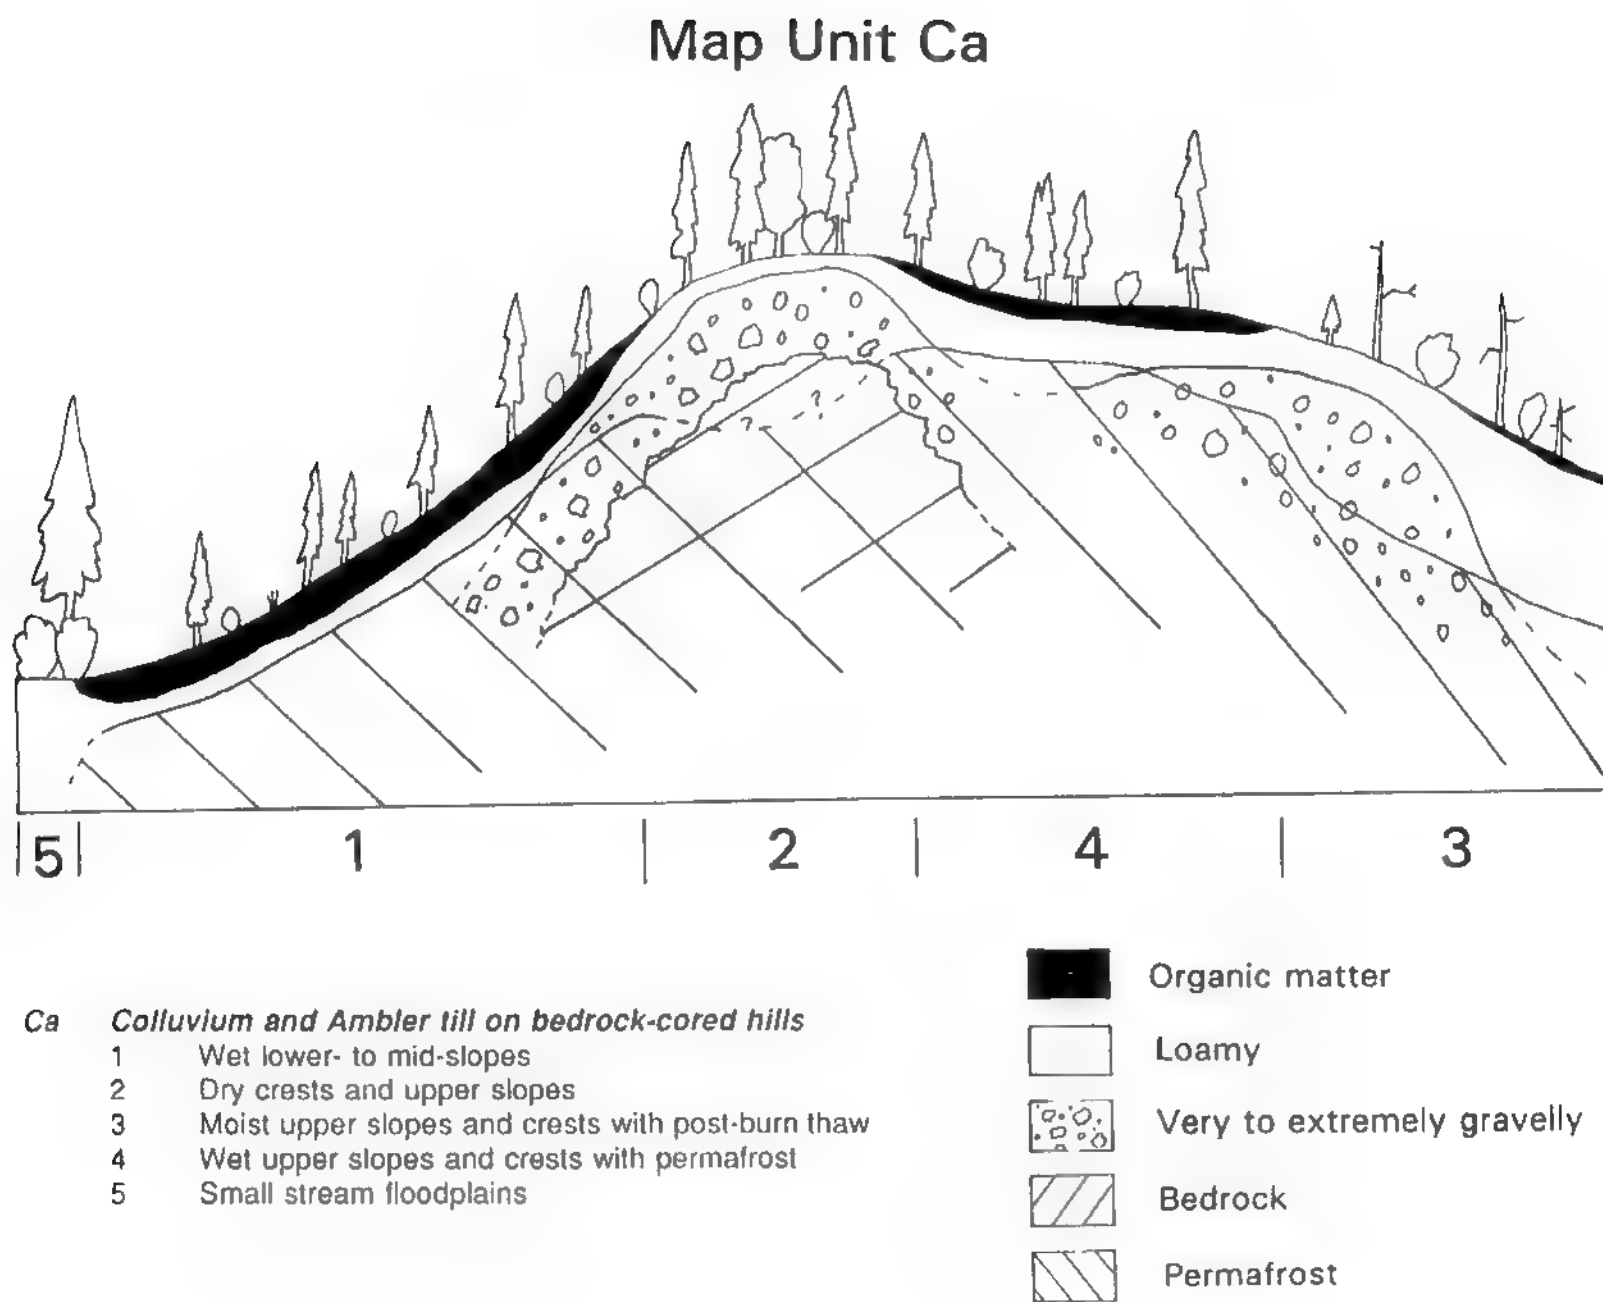 Map Unit Ca
?
?
?
5 1 2 4 3
Ca Colluvium and Ambler till on bedrock-cored hills
1 Wet lower- to mid-slopes
2 Dry crests and upper slopes
3 Moist upper slopes and crests with post-burn thaw
4 Wet upper slopes and crests with permafrost
5 Small stream floodplains
Organic matter
Loamy
Very to extremely gravelly
Bedrock
Permafrost